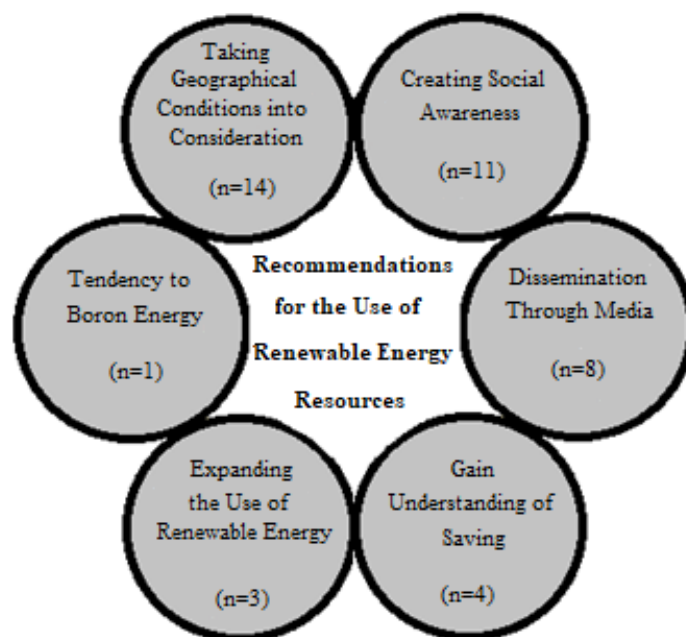 Taking
Geographical
Conditions into
Consideration
(n=14)
Creating Social
Awareness
(n=11)
Dissemination
Through Media
(n=8)
Gain
Understanding of
Saving
(n=4)
Expanding
the Use of
Renewable Energy
(n=3)
Tendency to
Boron Energy
(n=1)
Recommendations
for the Use of
Renewable Energy
Resources